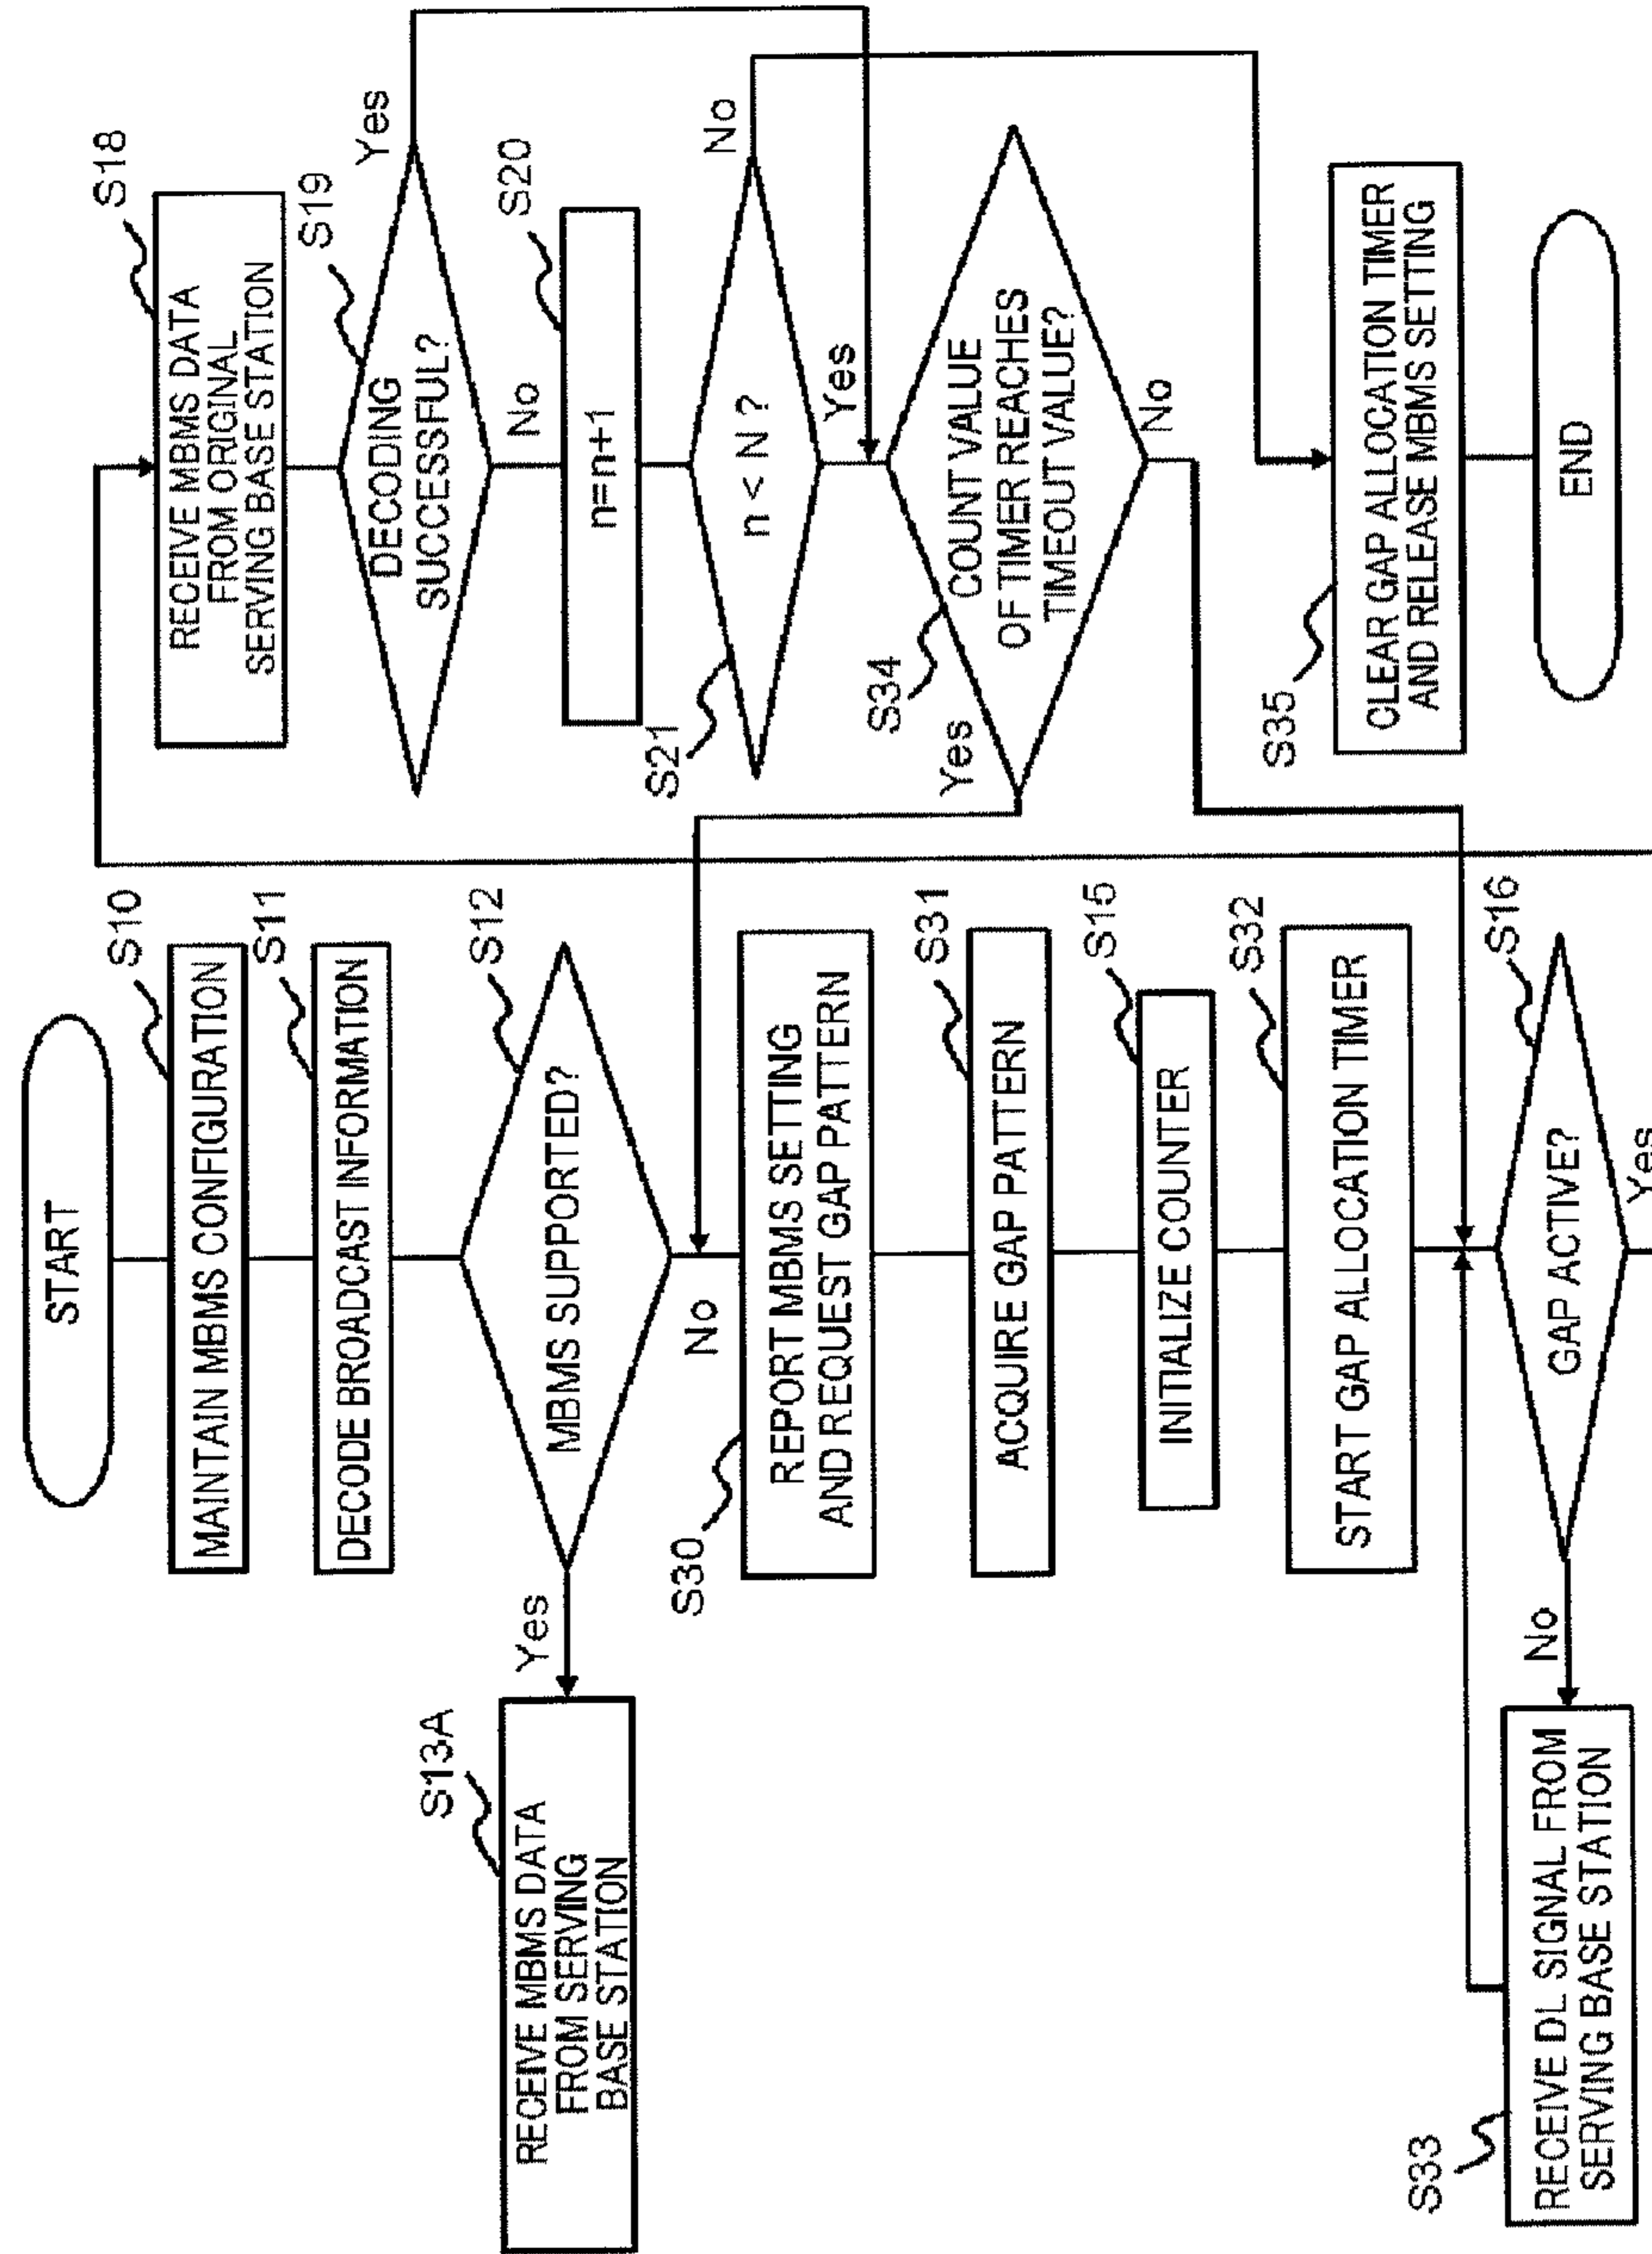 START
S10
MAINTAIN MBMS CONFIGURATION
S11
DECODE BROADCAST INFORMATION
S12
MBMS SUPPORTED?
Yes
No
S13A
RECEIVE MBMS DATA
FROM SERVING
BASE STATION
S30
REPORT MBMS SETTING
AND REQUEST GAP PATTERN
S31
ACQUIRE GAP PATTERN
S15
INITIALIZE COUNTER
S32
START GAP ALLOCATION TIMER
S16
GAP ACTIVE?
No
Yes
S33
RECEIVE DL SIGNAL FROM
SERVING BASE STATION
S18
RECEIVE MBMS DATA
FROM ORIGINAL
SERVING BASE STATION
S19
DECODING
SUCCESSFUL?
Yes
No
S20
n=n+1
S21
n < N ?
No
Yes
S34
COUNT VALUE
OF TIMER REACHES
TIMEOUT VALUE?
Yes
No
S35
CLEAR GAP ALLOCATION TIMER
AND RELEASE MBMS SETTING
END